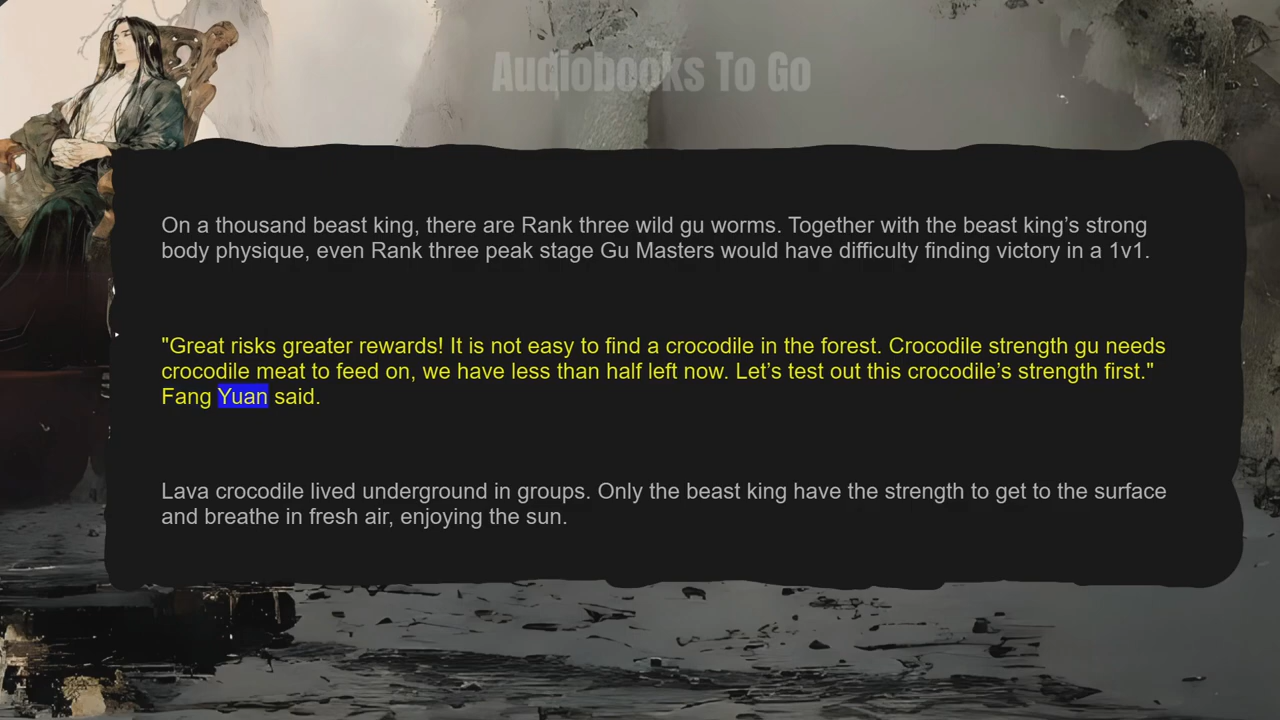 Audiobooks To Go
On a thousand beast king, there are Rank three wild gu worms. Together with the beast king’s strong
body physique, even Rank three peak stage Gu Masters would have difficulty finding victory in a 1v1.
"Great risks greater rewards! It is not easy to find a crocodile in the forest. Crocodile strength gu needs
crocodile meat to feed on, we have less than half left now. Let’s test out this crocodile’s strength first."
Fang Yuan said.
Lava crocodile lived underground in groups. Only the beast king have the strength to get to the surface
and breathe in fresh air, enjoying the sun.